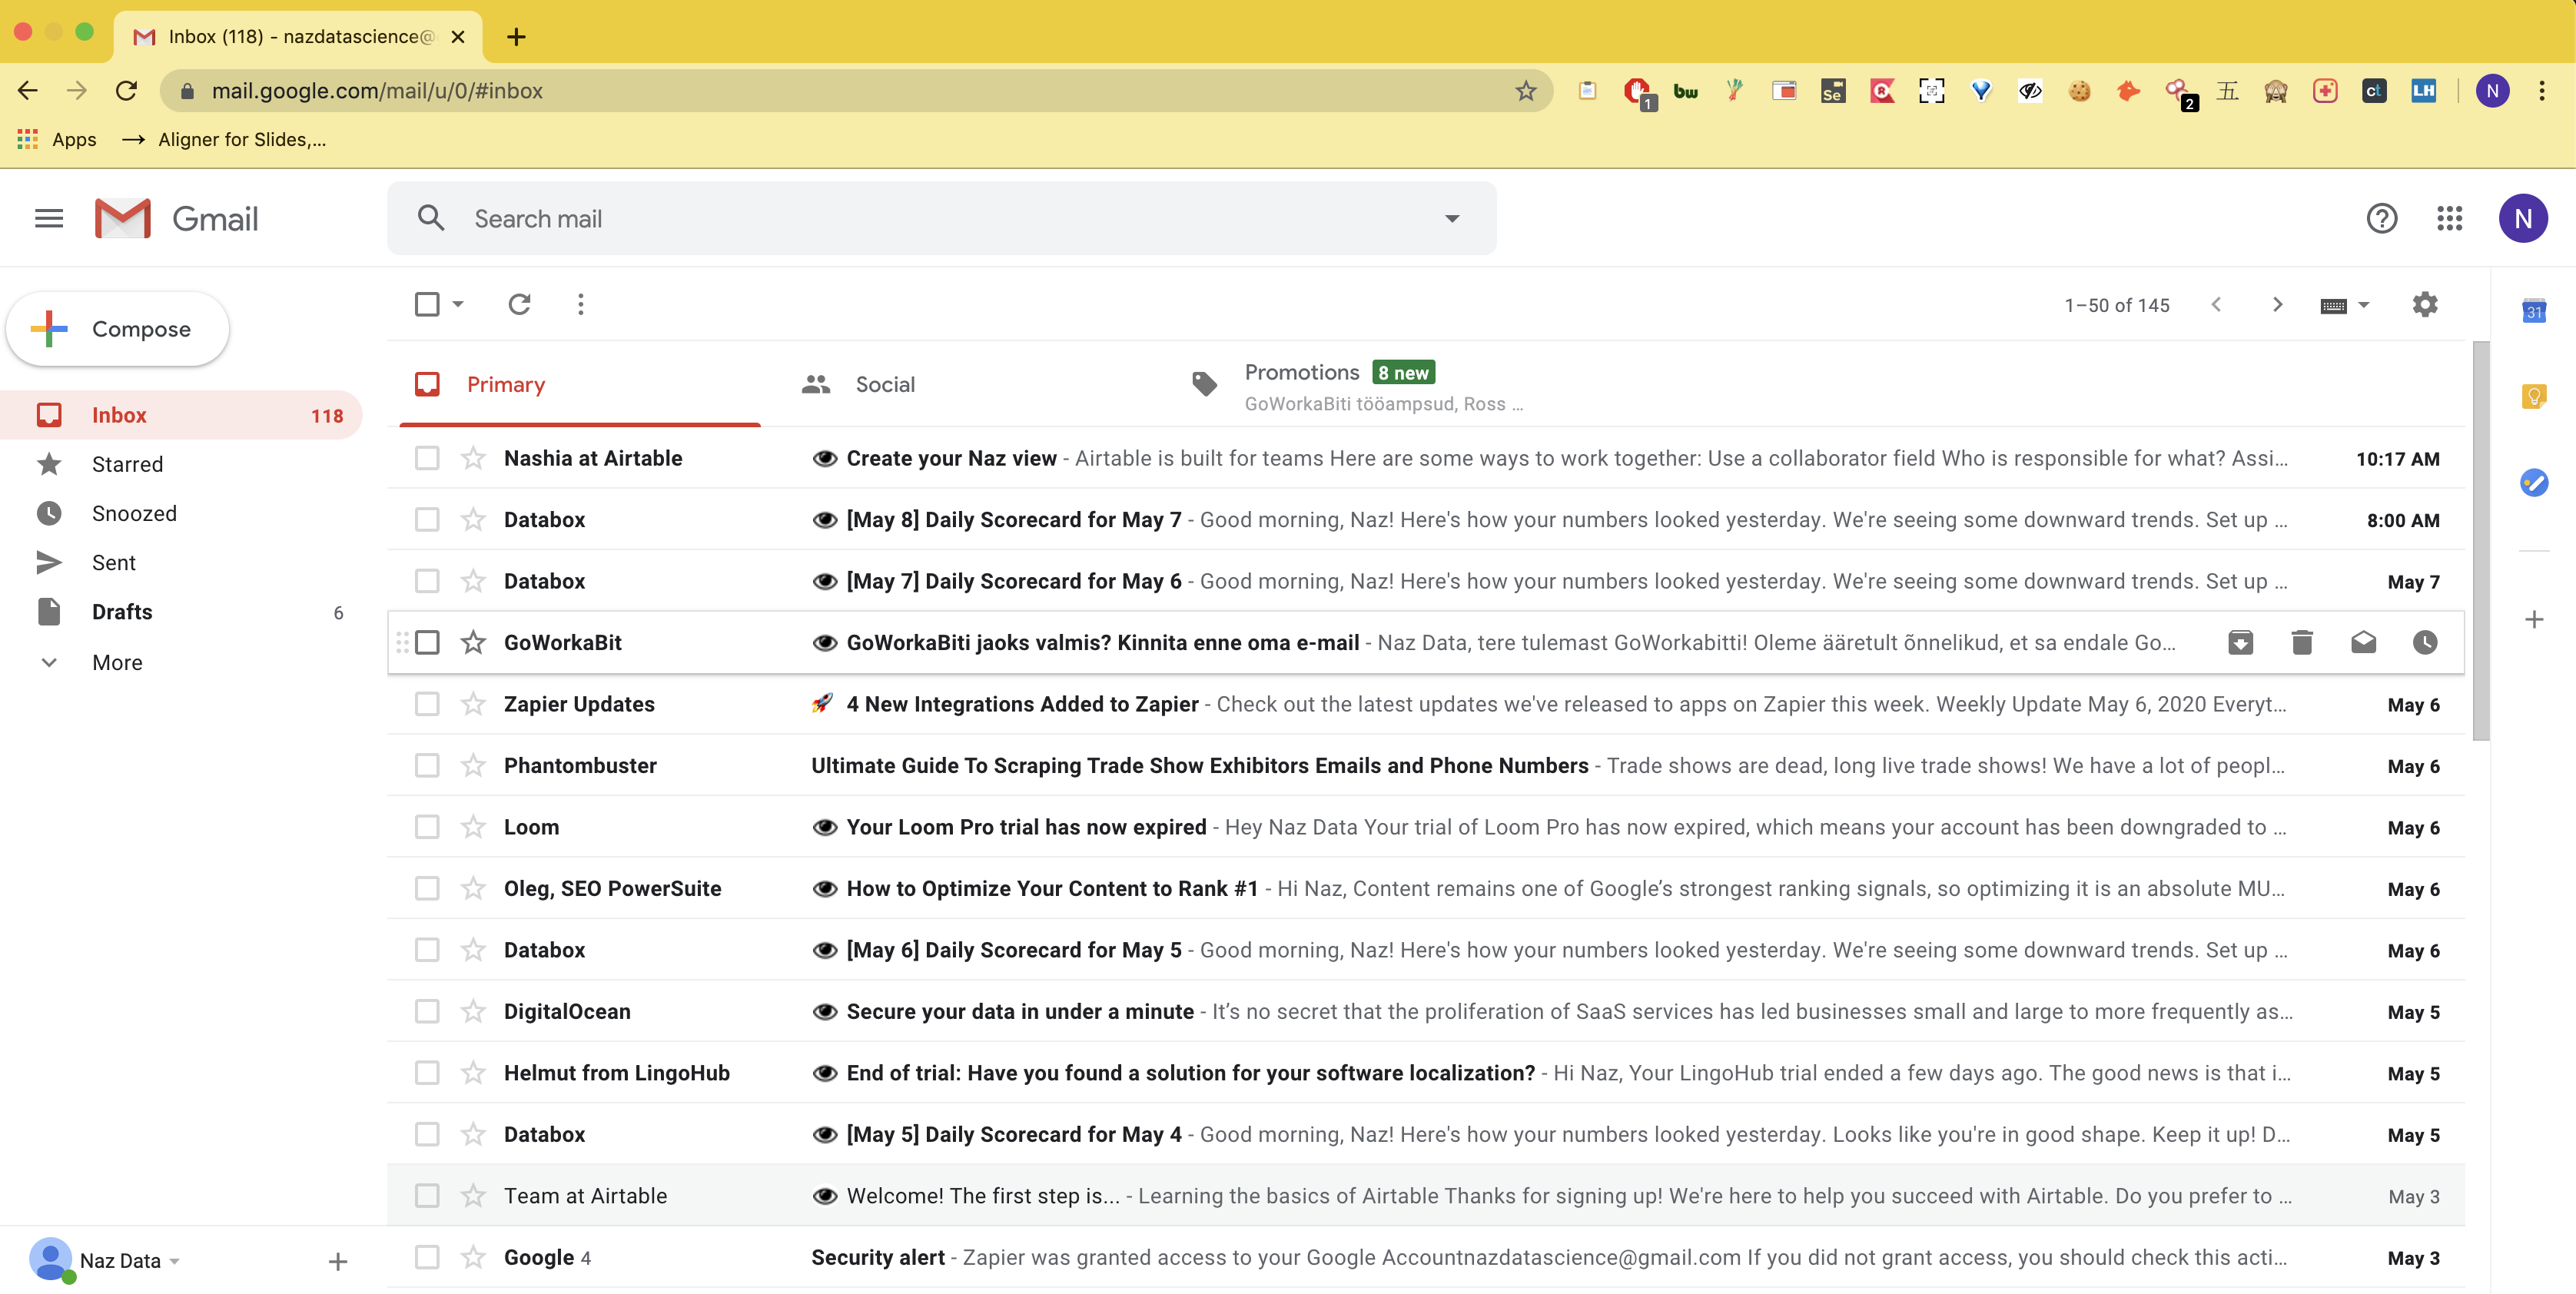 Inbox (118) - nazdatascience@
mail.google.com/mail/u/0/#inbox
1
bw
Se
2
五
ct
LH
N
Apps
Aligner for Slides,...
Gmail
Search mail
N
Compose
1–50 of 145
31
Primary
Social
Promotions 8 new
GoWorkaBiti tööampsud, Ross ...
Inbox 118
Starred
Snoozed
Sent
Drafts 6
More
Nashia at Airtable 👁 Create your Naz view - Airtable is built for teams Here are some ways to work together: Use a collaborator field Who is responsible for what? Assi... 10:17 AM
Databox 👁 [May 8] Daily Scorecard for May 7 - Good morning, Naz! Here's how your numbers looked yesterday. We're seeing some downward trends. Set up ... 8:00 AM
Databox 👁 [May 7] Daily Scorecard for May 6 - Good morning, Naz! Here's how your numbers looked yesterday. We're seeing some downward trends. Set up ... May 7
GoWorkaBit 👁 GoWorkaBiti jaoks valmis? Kinnita enne oma e-mail - Naz Data, tere tulemast GoWorkabitti! Oleme ääretult õnnelikud, et sa endale Go...
Zapier Updates 🚀 4 New Integrations Added to Zapier - Check out the latest updates we've released to apps on Zapier this week. Weekly Update May 6, 2020 Everyt... May 6
Phantombuster Ultimate Guide To Scraping Trade Show Exhibitors Emails and Phone Numbers - Trade shows are dead, long live trade shows! We have a lot of peopl... May 6
Loom 👁 Your Loom Pro trial has now expired - Hey Naz Data Your trial of Loom Pro has now expired, which means your account has been downgraded to ... May 6
Oleg, SEO PowerSuite 👁 How to Optimize Your Content to Rank #1 - Hi Naz, Content remains one of Google’s strongest ranking signals, so optimizing it is an absolute MU... May 6
Databox 👁 [May 6] Daily Scorecard for May 5 - Good morning, Naz! Here's how your numbers looked yesterday. We're seeing some downward trends. Set up ... May 6
DigitalOcean 👁 Secure your data in under a minute - It’s no secret that the proliferation of SaaS services has led businesses small and large to more frequently as... May 5
Helmut from LingoHub 👁 End of trial: Have you found a solution for your software localization? - Hi Naz, Your LingoHub trial ended a few days ago. The good news is that i... May 5
Databox 👁 [May 5] Daily Scorecard for May 4 - Good morning, Naz! Here's how your numbers looked yesterday. Looks like you're in good shape. Keep it up! D... May 5
Team at Airtable 👁 Welcome! The first step is... - Learning the basics of Airtable Thanks for signing up! We're here to help you succeed with Airtable. Do you prefer to ... May 3
Google 4 Security alert - Zapier was granted access to your Google Accountnazdatascience@gmail.com If you did not grant access, you should check this acti... May 3
Naz Data